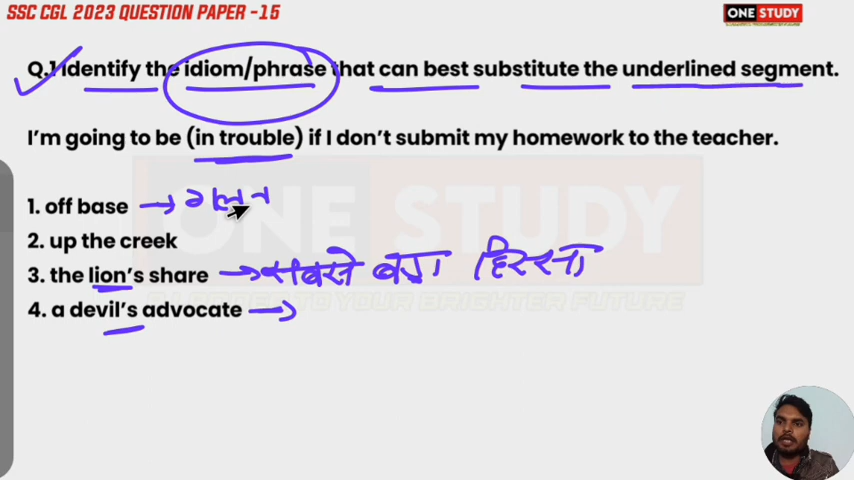 SSC CGL 2023 QUESTION PAPER -15
ONE STUDY
Q.1 Identify the idiom/phrase that can best substitute the underlined segment.
I'm going to be (in trouble) if I don't submit my homework to the teacher.
ONE STUDY
1. off base → गलत
2. up the creek
3. the lion's share → सबसे बड़ा हिस्सा
4. a devil's advocate →